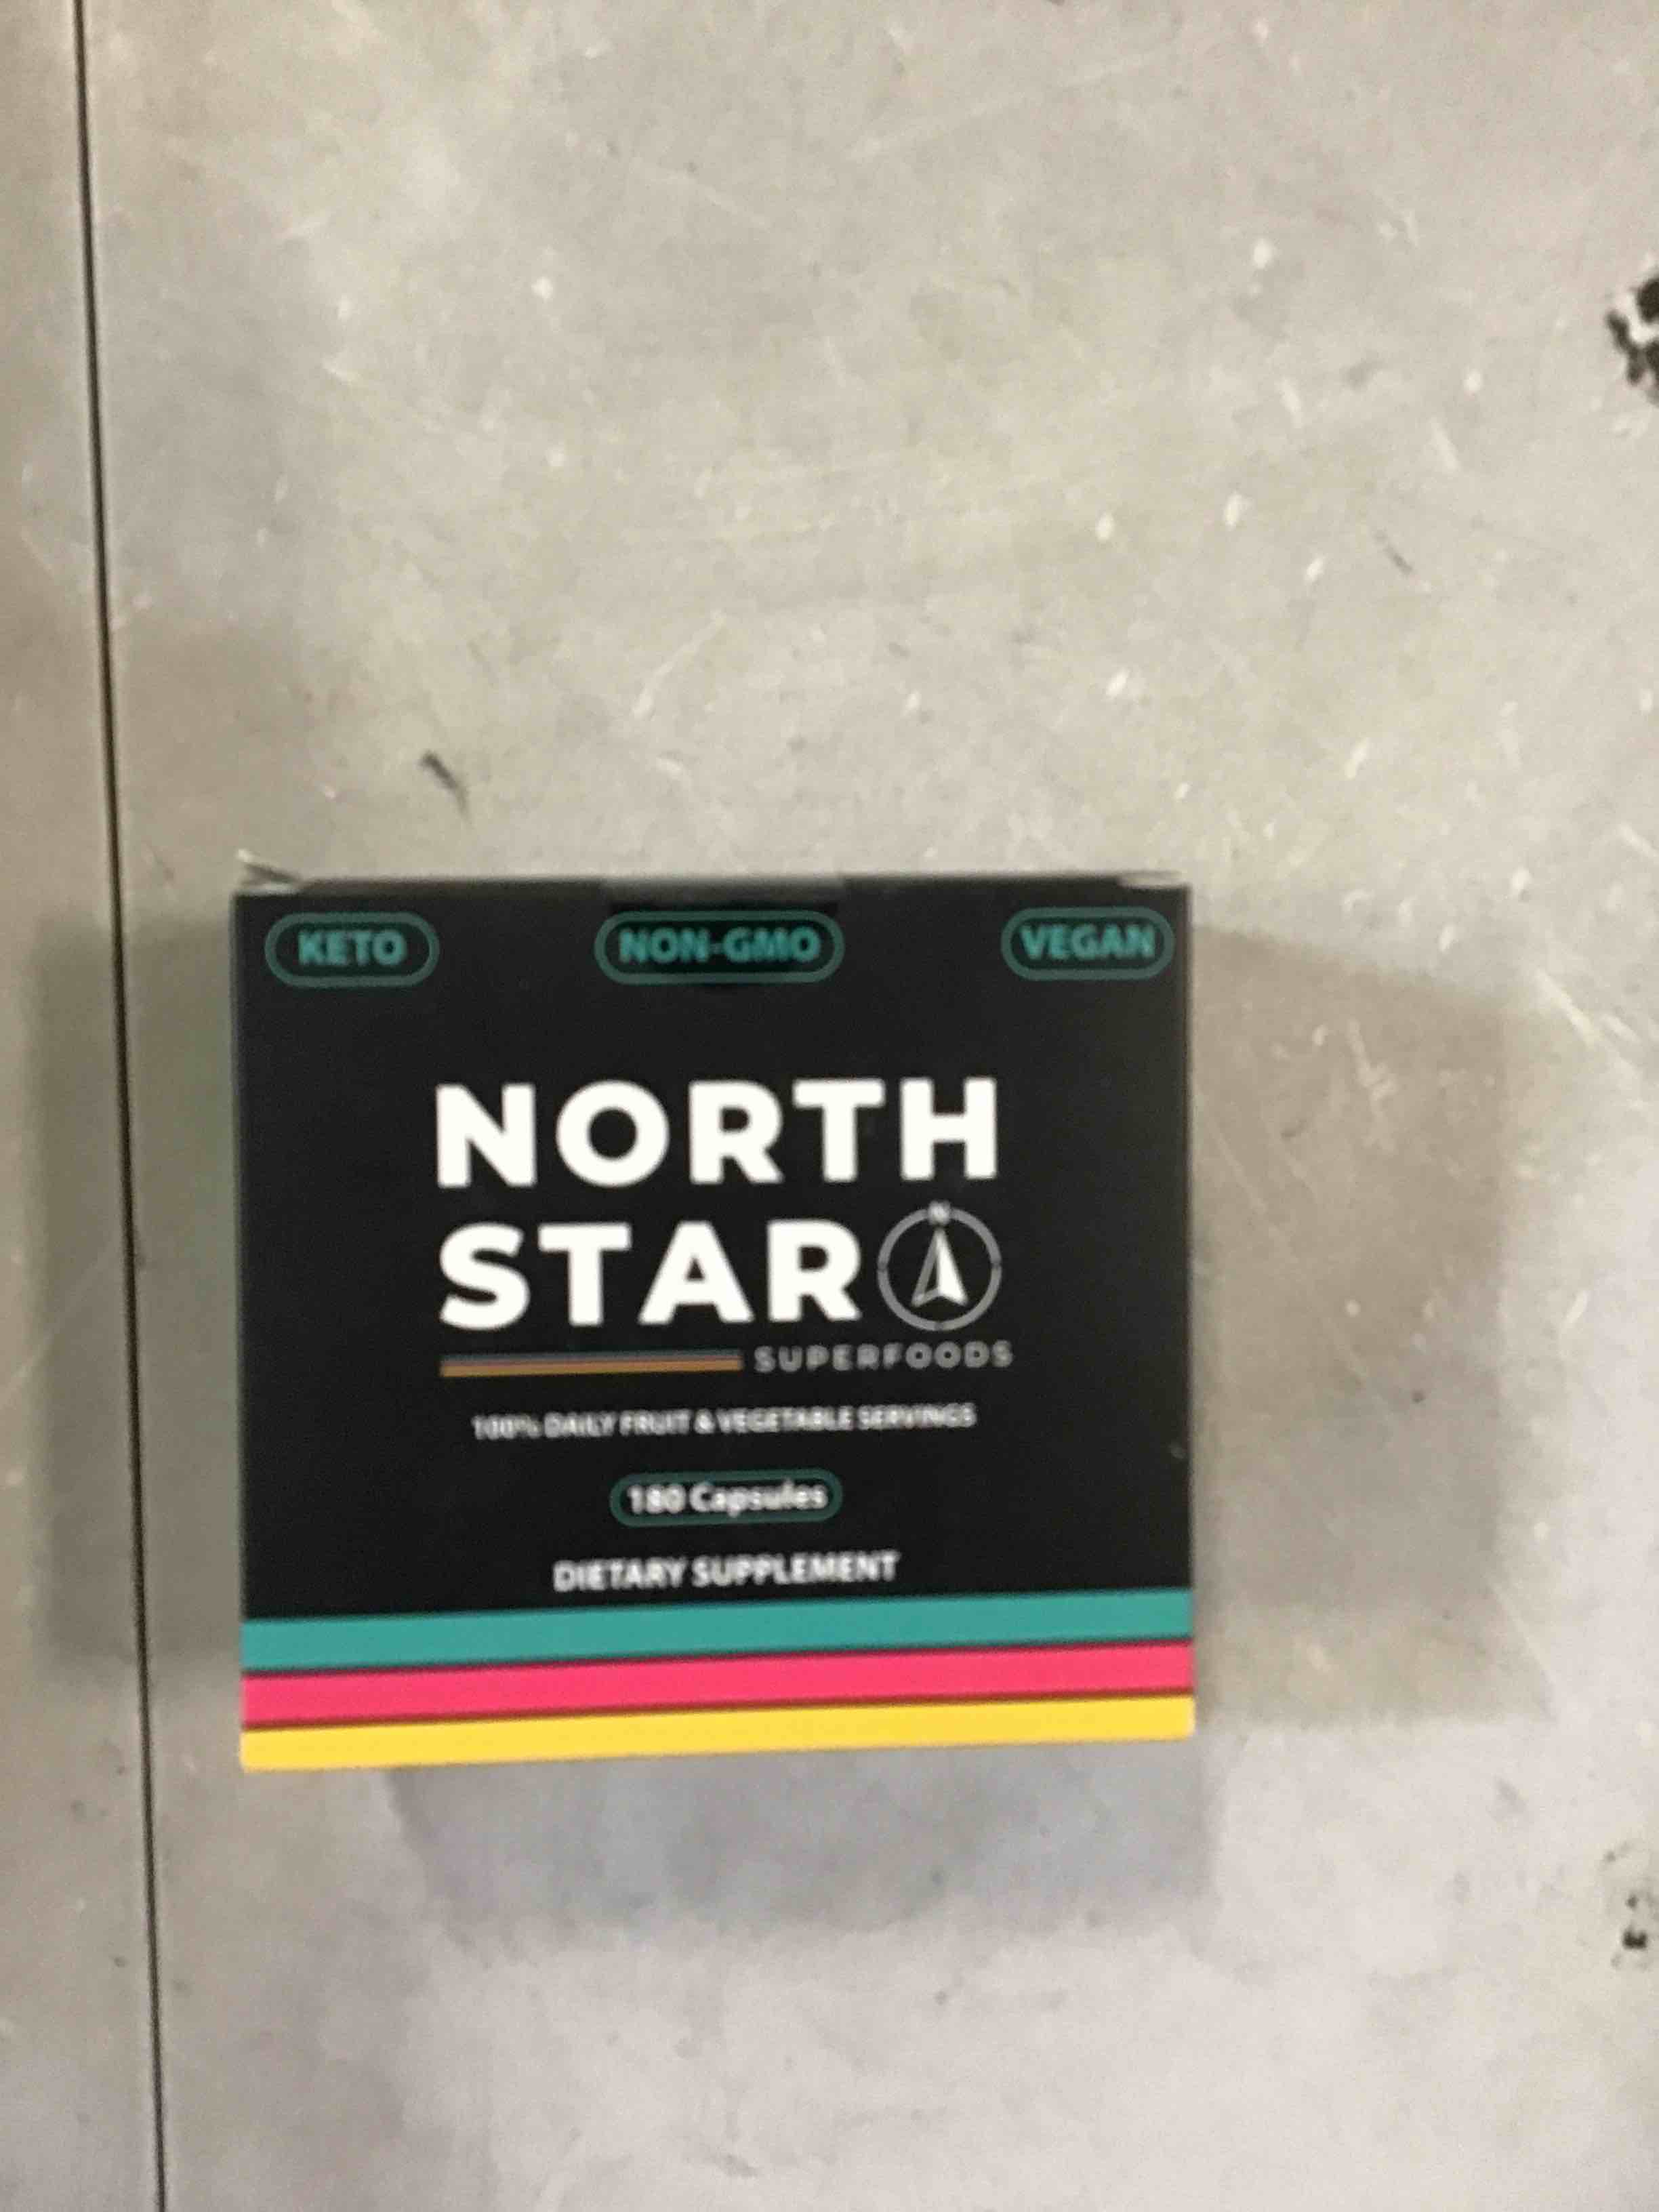 KETO NON-GMO VEGAN
NORTH
STAR N
SUPERFOODS
100% DAILY FRUIT & VEGETABLE SERVINGS
180 Capsules
DIETARY SUPPLEMENT